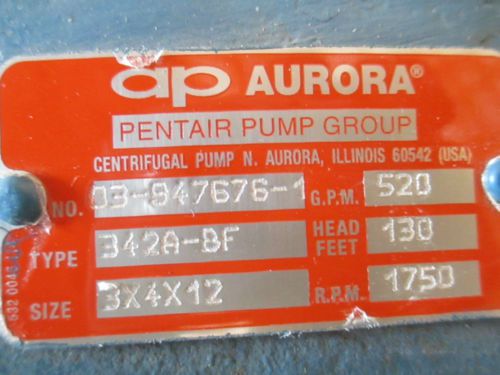 ap AURORA®
PENTAIR PUMP GROUP
CENTRIFUGAL PUMP N. AURORA, ILLINOIS 60542 (USA)
NO. 03-947676-1 G.P.M. 520
TYPE 342A-BF HEAD FEET 130
SIZE 3X4X12 R.P.M. 1750